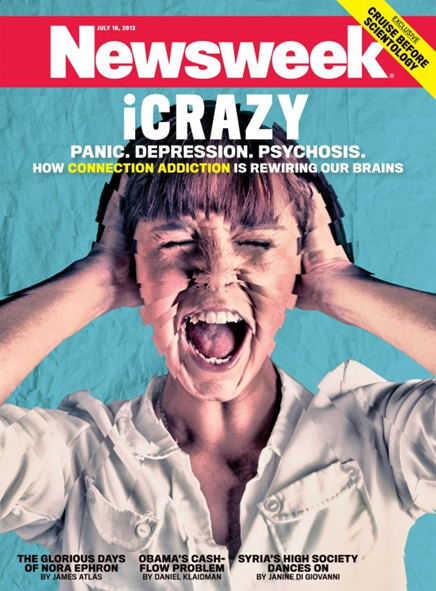 JULY 16, 2012
Newsweek®
EXCLUSIVE
CRUISE BEFORE
SCIENTOLOGY
iCRAZY
PANIC. DEPRESSION. PSYCHOSIS.
HOW CONNECTION ADDICTION IS REWIRING OUR BRAINS
THE GLORIOUS DAYS
OF NORA EPHRON
BY JAMES ATLAS
OBAMA'S CASH-
FLOW PROBLEM
BY DANIEL KLAIDMAN
SYRIA'S HIGH SOCIETY
DANCES ON
BY JANINE DI GIOVANNI